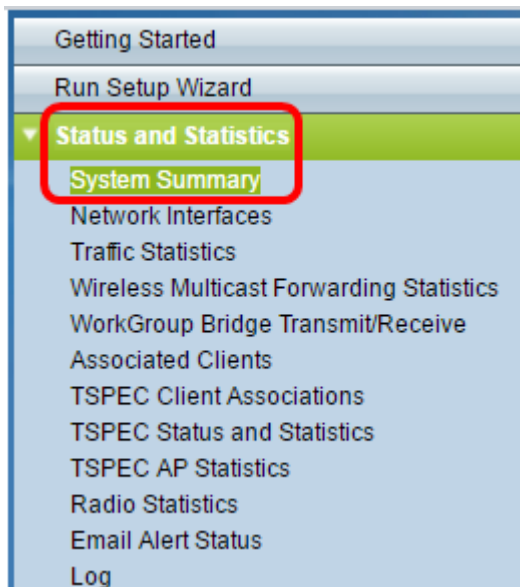 Getting Started
Run Setup Wizard
Status and Statistics
System Summary
Network Interfaces
Traffic Statistics
Wireless Multicast Forwarding Statistics
WorkGroup Bridge Transmit/Receive
Associated Clients
TSPEC Client Associations
TSPEC Status and Statistics
TSPEC AP Statistics
Radio Statistics
Email Alert Status
Log